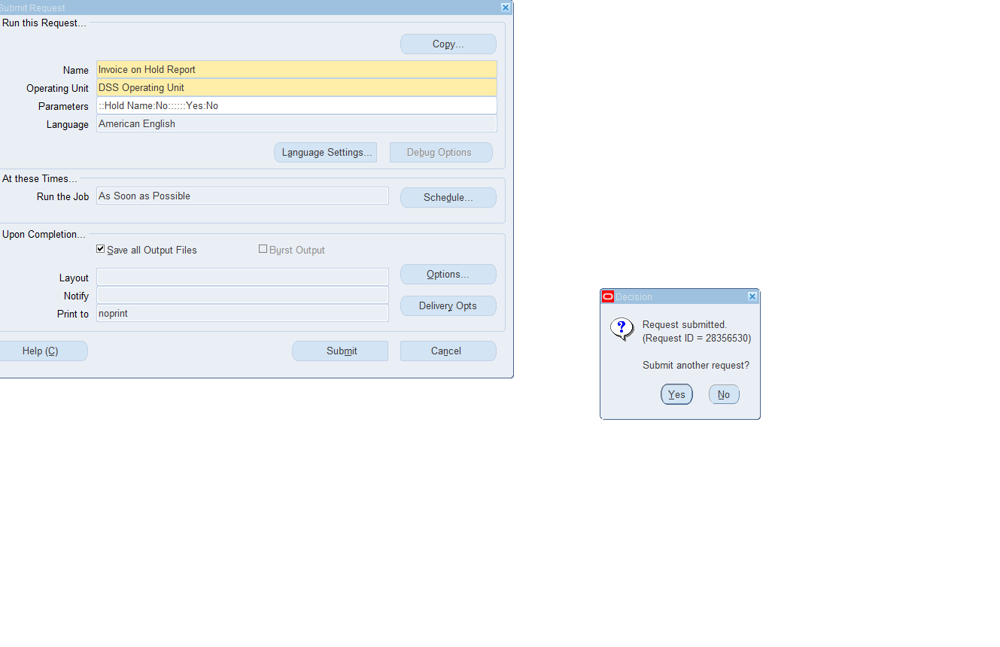 Submit Request
Run this Request...
Copy...
Name Invoice on Hold Report
Operating Unit DSS Operating Unit
Parameters ::Hold Name:No::::::Yes:No
Language American English
Language Settings... Debug Options
At these Times...
Run the Job As Soon as Possible Schedule...
Upon Completion...
Save all Output Files Burst Output
Layout Options...
Notify
Delivery Opts
Print to noprint
Help (C) Submit Cancel
Decision
Request submitted.
(Request ID = 28356530)
Submit another request?
Yes No